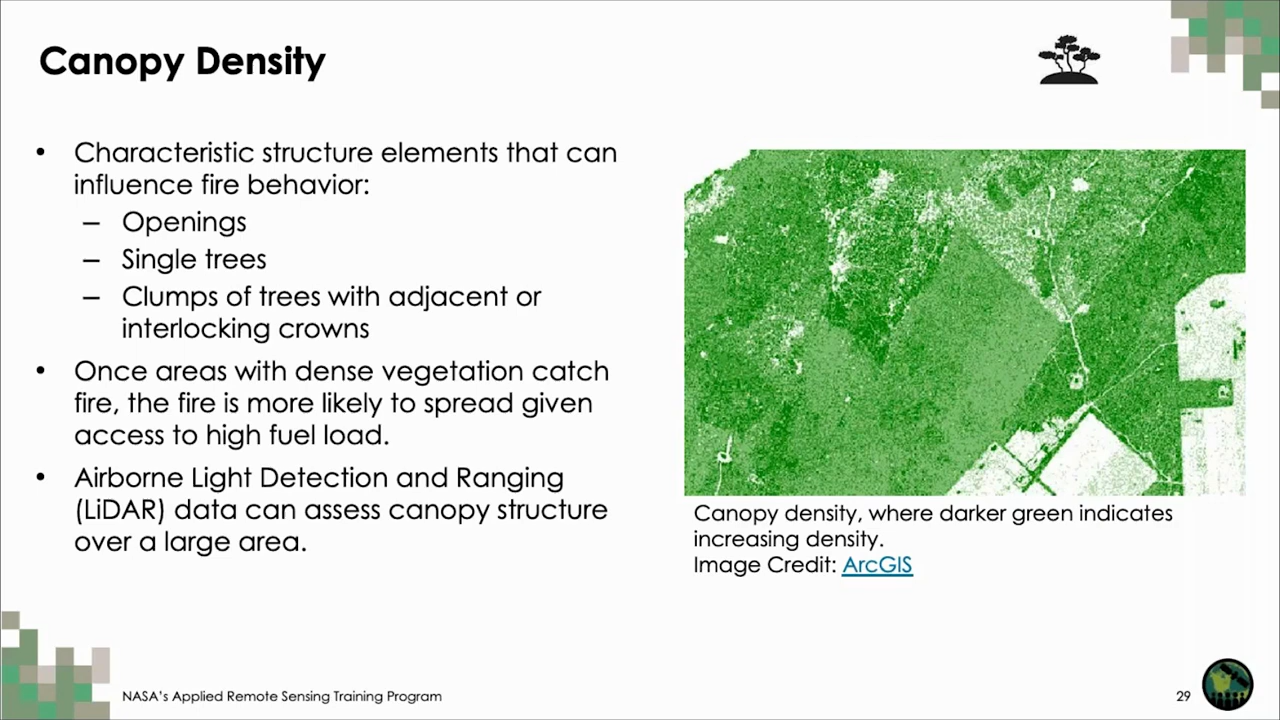 Canopy Density
• Characteristic structure elements that can
influence fire behavior:
– Openings
– Single trees
– Clumps of trees with adjacent or
interlocking crowns
• Once areas with dense vegetation catch
fire, the fire is more likely to spread given
access to high fuel load.
• Airborne Light Detection and Ranging
(LiDAR) data can assess canopy structure
over a large area.
Canopy density, where darker green indicates
increasing density.
Image Credit: ArcGIS
NASA’s Applied Remote Sensing Training Program
29